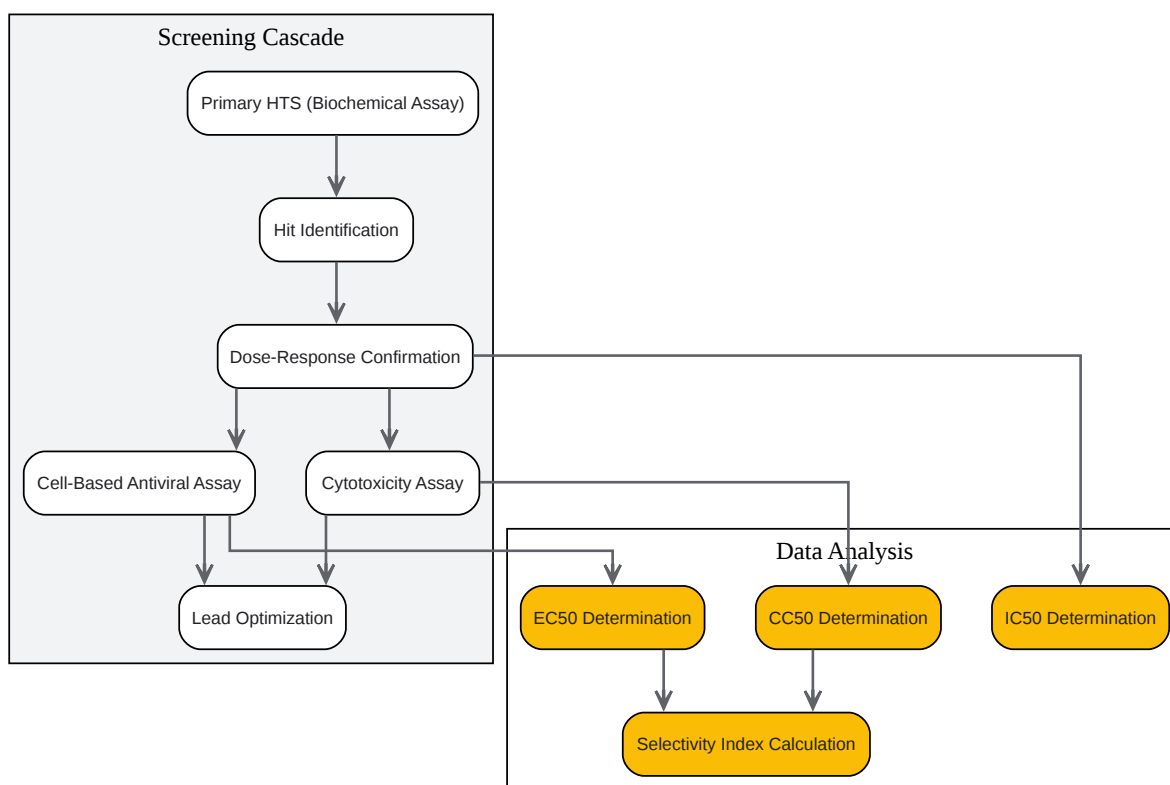 Screening Cascade
Primary HTS (Biochemical Assay)
Hit Identification
Dose-Response Confirmation
Cell-Based Antiviral Assay
Cytotoxicity Assay
Lead Optimization
Data Analysis
EC50 Determination
CC50 Determination
IC50 Determination
Selectivity Index Calculation